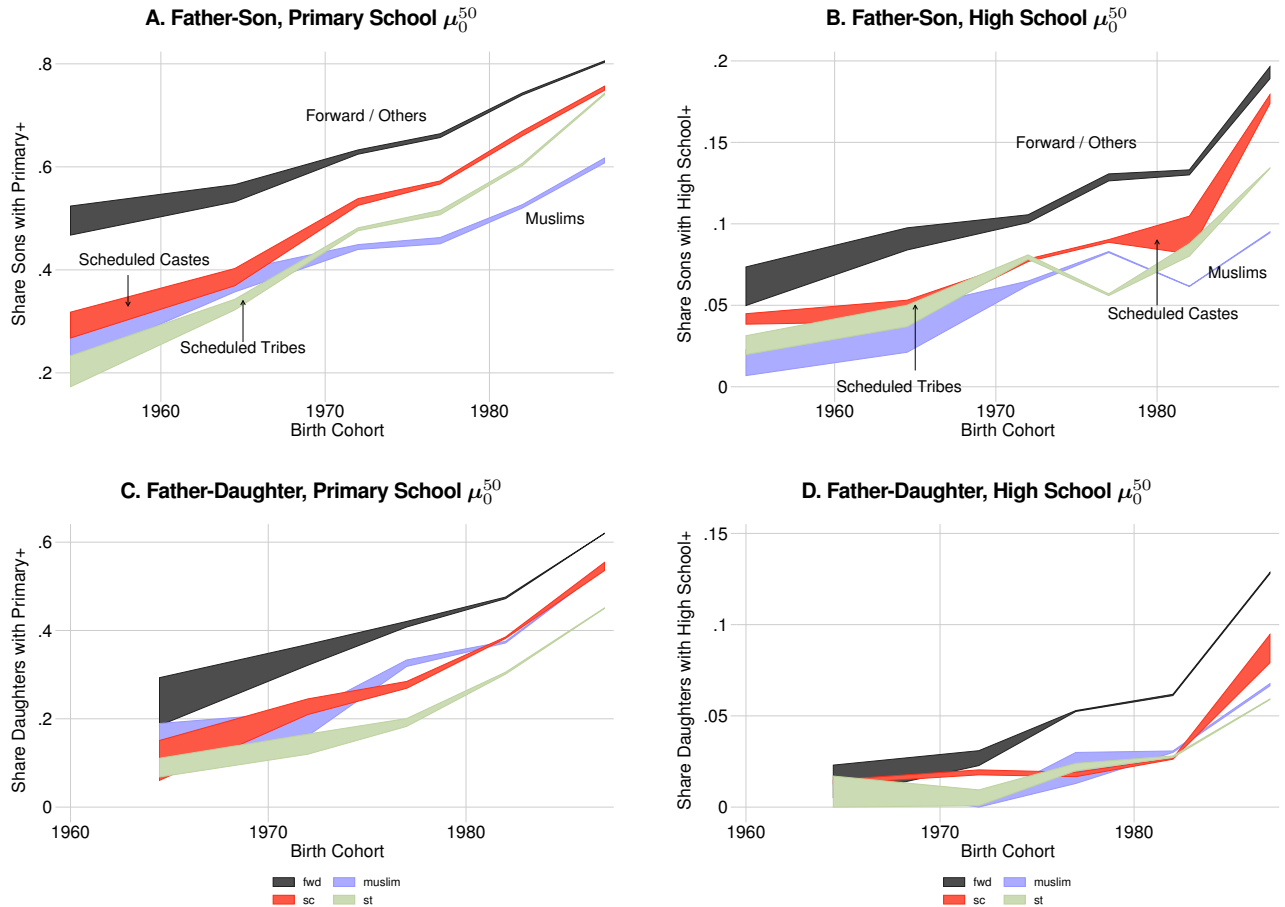 A. Father-Son, Primary School μ₀⁵⁰
Share Sons with Primary+
.8
.6
.4
.2
Forward / Others
Scheduled Castes
Muslims
Scheduled Tribes
1960 1970 1980
Birth Cohort
B. Father-Son, High School μ₀⁵⁰
Share Sons with High School+
.2
.15
.1
.05
0
Forward / Others
Muslims
Scheduled Castes
Scheduled Tribes
1960 1970 1980
Birth Cohort
C. Father-Daughter, Primary School μ₀⁵⁰
Share Daughters with Primary+
.6
.4
.2
0
1960 1970 1980
Birth Cohort
fwd muslim
sc st
D. Father-Daughter, High School μ₀⁵⁰
Share Daughters with High School+
.15
.1
.05
0
1960 1970 1980
Birth Cohort
fwd muslim
sc st